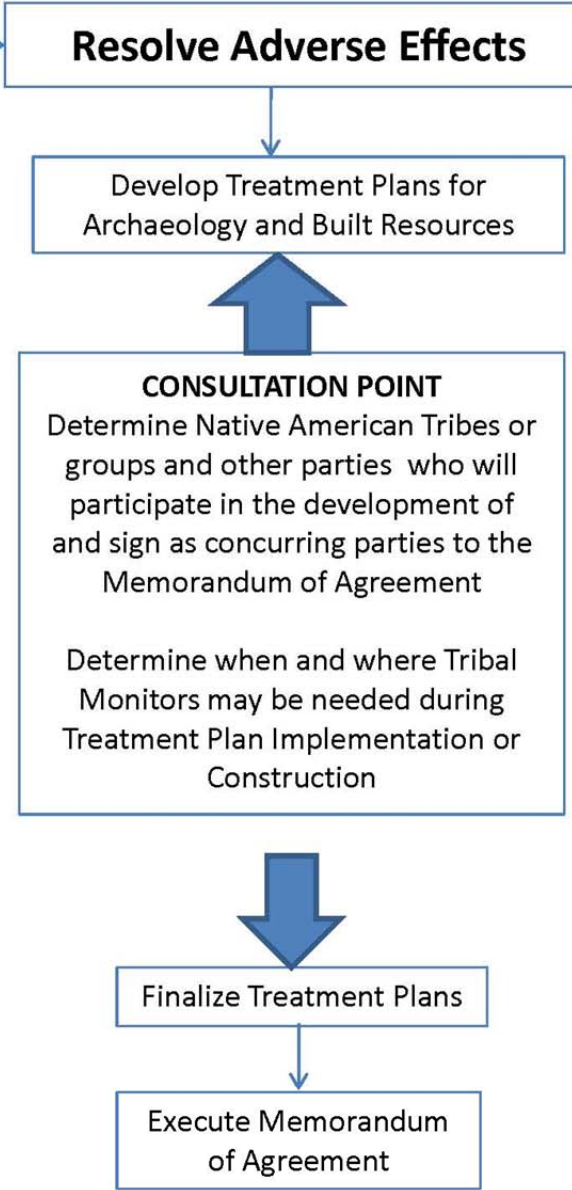 Resolve Adverse Effects
Develop Treatment Plans for
Archaeology and Built Resources
CONSULTATION POINT
Determine Native American Tribes or
groups and other parties who will
participate in the development of
and sign as concurring parties to the
Memorandum of Agreement
Determine when and where Tribal
Monitors may be needed during
Treatment Plan Implementation or
Construction
Finalize Treatment Plans
Execute Memorandum
of Agreement